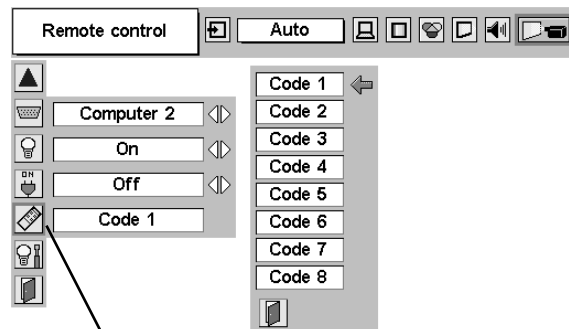 Remote control
Auto
Computer 2
On
ON
Off
Code 1
Code 1
Code 2
Code 3
Code 4
Code 5
Code 6
Code 7
Code 8